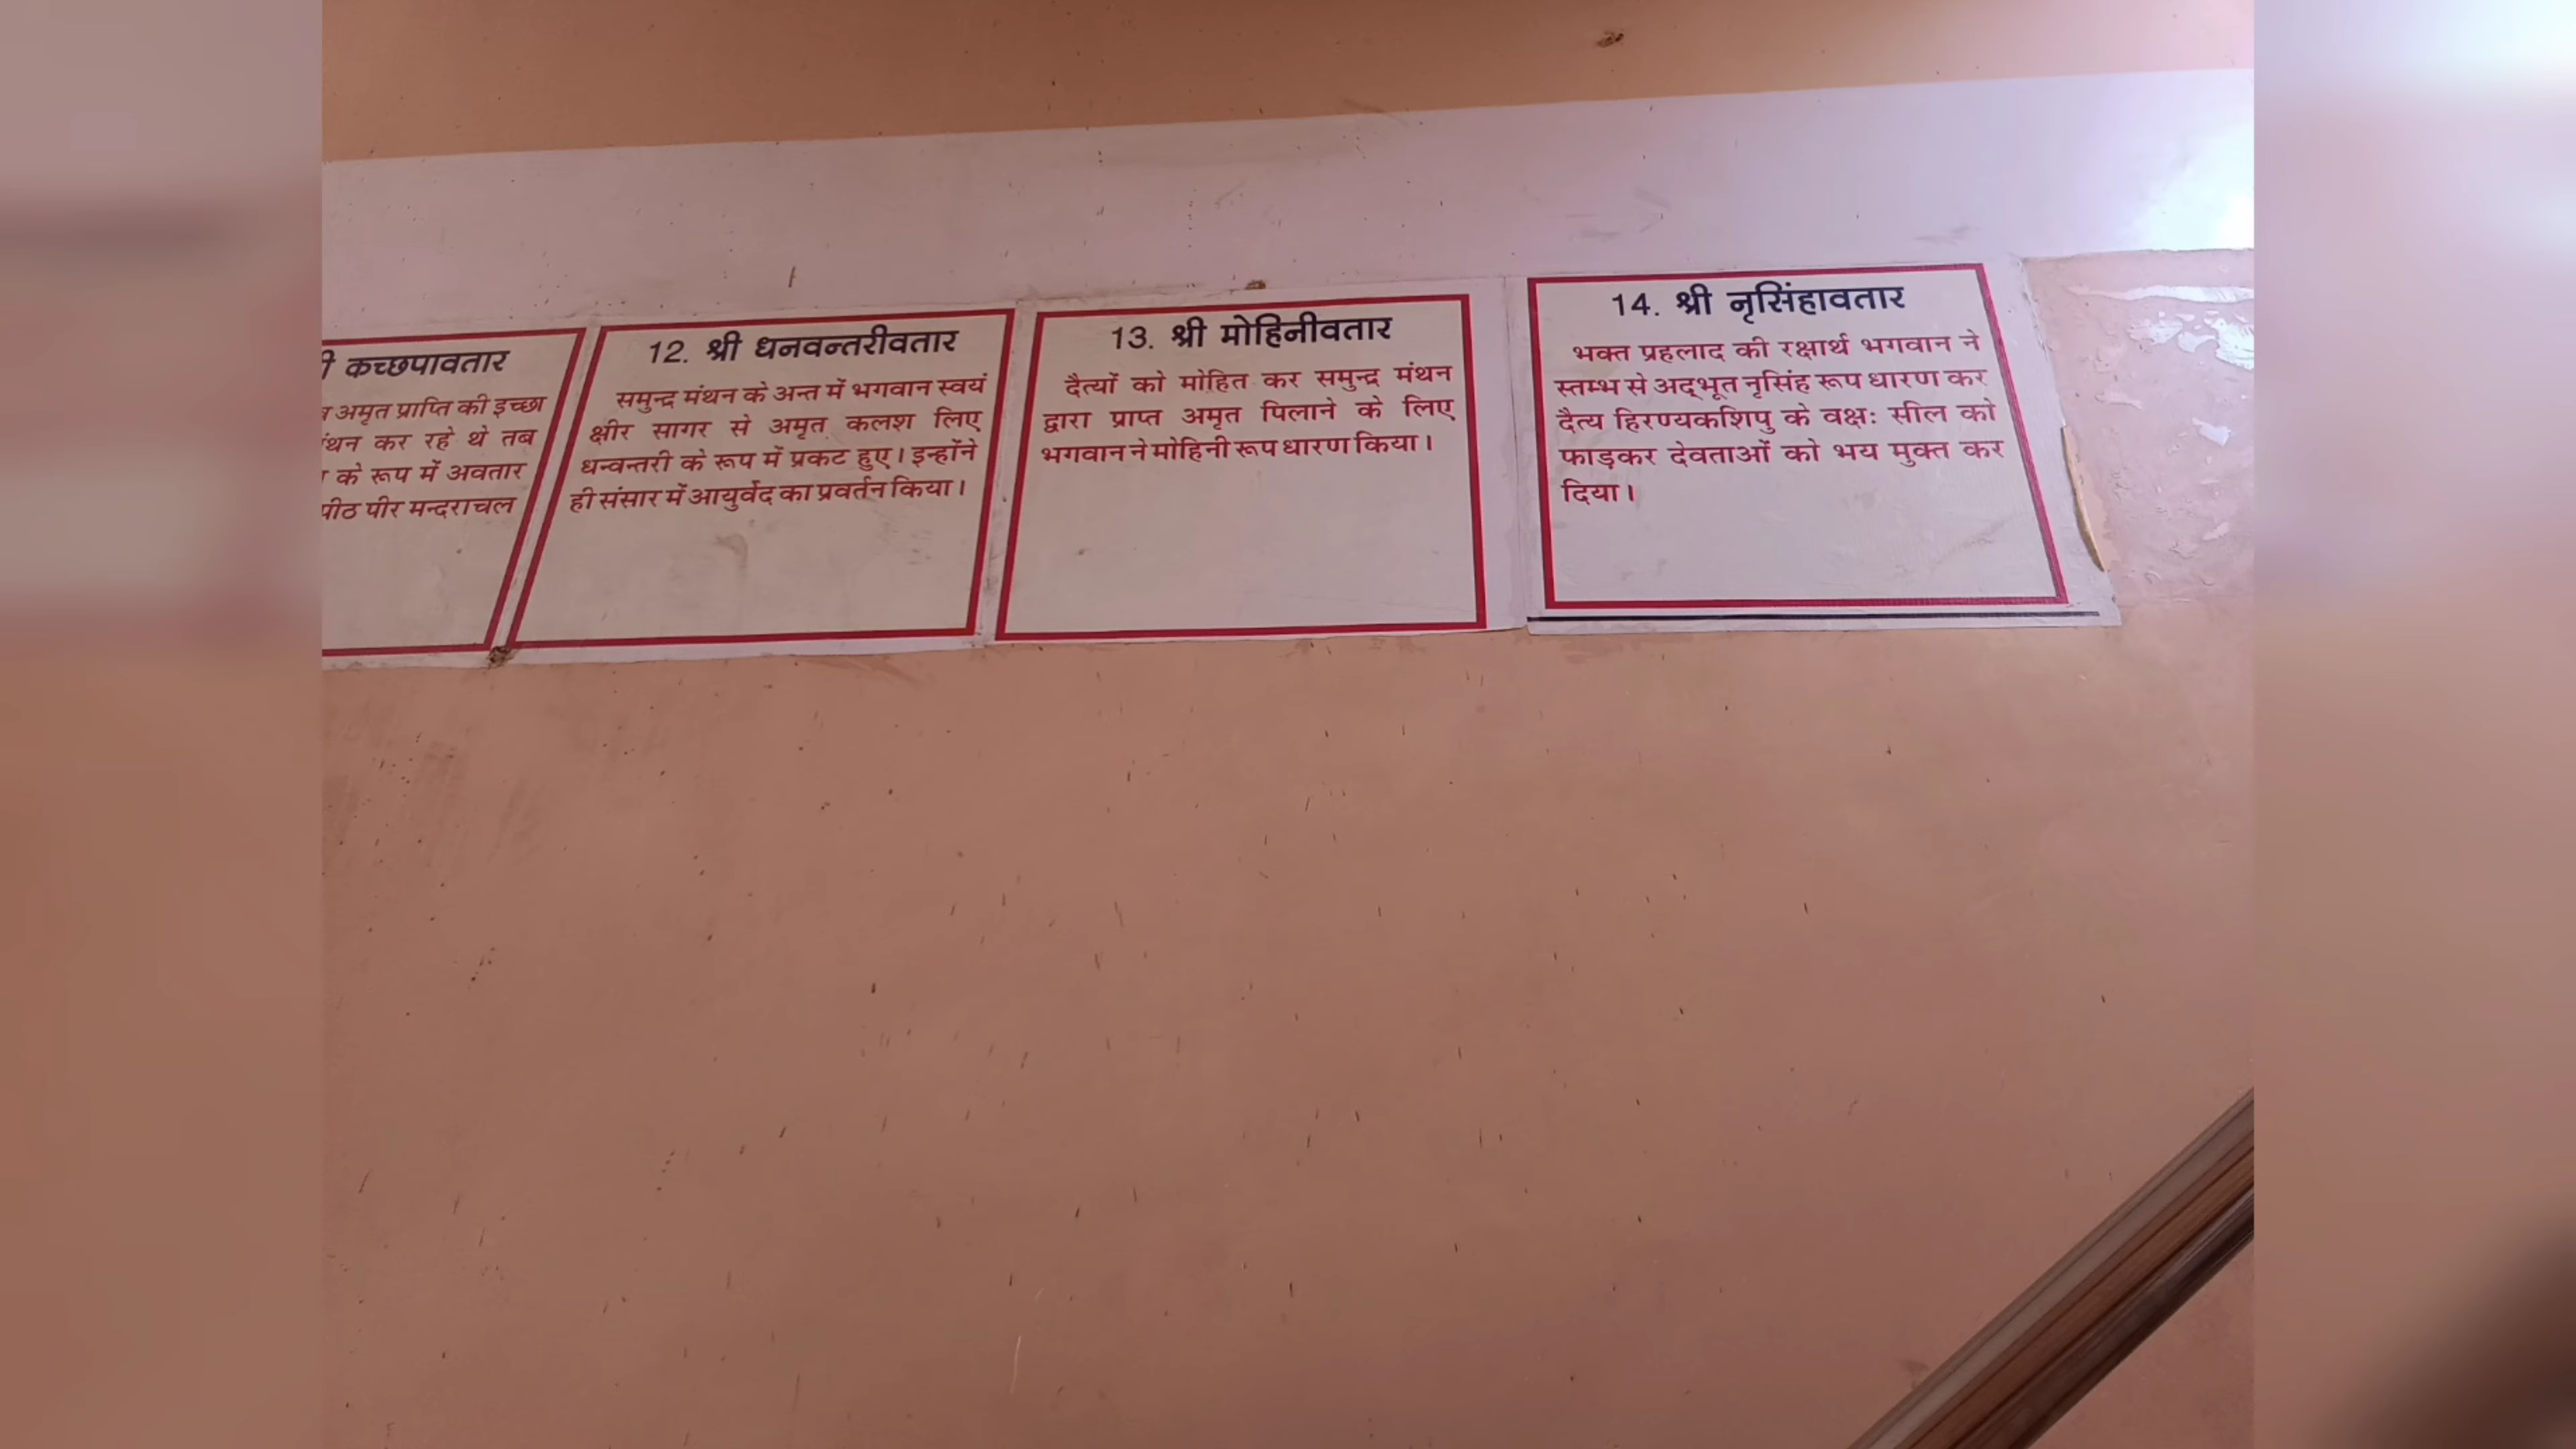 कच्छपावतार
अमृत प्राप्ति की इच्छा
कर रहे थे तब
के रूप में अवतार
पीठ पीर मन्दराचल
12. श्री धनवन्तरीवतार
समुन्द्र मंथन के अन्त में भगवान स्वयं
क्षीर सागर से अमृत कलश लिए
धन्वन्तरी के रूप में प्रकट हुए। इन्होंने
ही संसार में आयुर्वेद का प्रवर्तन किया।
13. श्री मोहिनीवतार
दैत्यों को मोहित कर समुन्द्र मंथन
द्वारा प्राप्त अमृत पिलाने के लिए
भगवान ने मोहिनी रूप धारण किया।
14. श्री नृसिंहावतार
भक्त प्रहलाद की रक्षार्थ भगवान ने
स्तम्भ से अद्भूत नृसिंह रूप धारण कर
दैत्य हिरण्यकशिपु के वक्षः सील को
फाड़कर देवताओं को भय मुक्त कर
दिया।